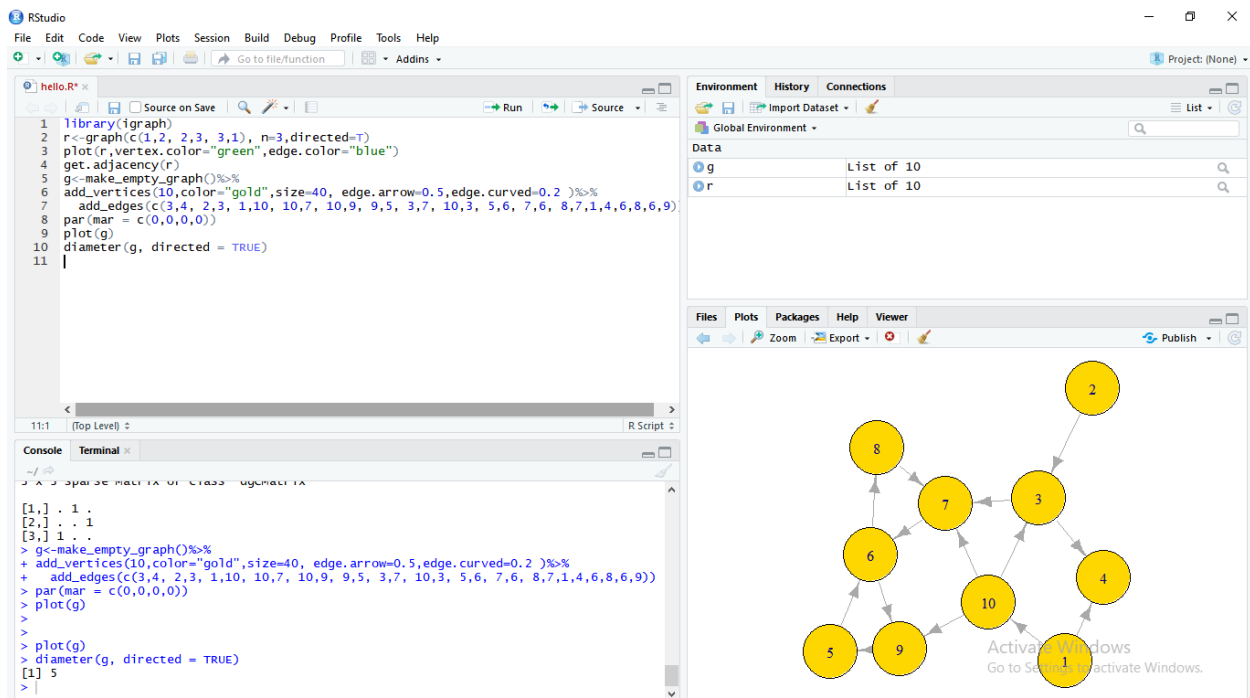 RStudio
File Edit Code View Plots Session Build Debug Profile Tools Help
Go to file/function Addins Project: (None)
hello.R*
Source on Save Run Source
1 library(igraph)
2 r<-graph(c(1,2, 2,3, 3,1), n=3,directed=T)
3 plot(r,vertex.color="green",edge.color="blue")
4 get.adjacency(r)
5 g<-make_empty_graph()%>%
6 add_vertices(10,color="gold",size=40, edge.arrow=0.5,edge.curved=0.2 )%>%
7 add_edges(c(3,4, 2,3, 1,10, 10,7, 10,9, 9,5, 3,7, 10,3, 5,6, 7,6, 8,7,1,4,6,8,6,9)
8 par(mar = c(0,0,0,0))
9 plot(g)
10 diameter(g, directed = TRUE)
11
11:1 (Top Level) R Script
Console Terminal
~/
3 x 3 sparse Matrix of class "dgCMatrix"
[1,] . 1 .
[2,] . . 1
[3,] 1 . .
> g<-make_empty_graph()%>%
+ add_vertices(10,color="gold",size=40, edge.arrow=0.5,edge.curved=0.2 )%>%
+ add_edges(c(3,4, 2,3, 1,10, 10,7, 10,9, 9,5, 3,7, 10,3, 5,6, 7,6, 8,7,1,4,6,8,6,9))
> par(mar = c(0,0,0,0))
> plot(g)
>
>
> plot(g)
> diameter(g, directed = TRUE)
[1] 5
>
Environment History Connections
Import Dataset List
Global Environment
Data
g List of 10
r List of 10
Files Plots Packages Help Viewer
Zoom Export Publish
2
8
7
3
6
4
10
5
9
1
Activate Windows
Go to Settings to activate Windows.